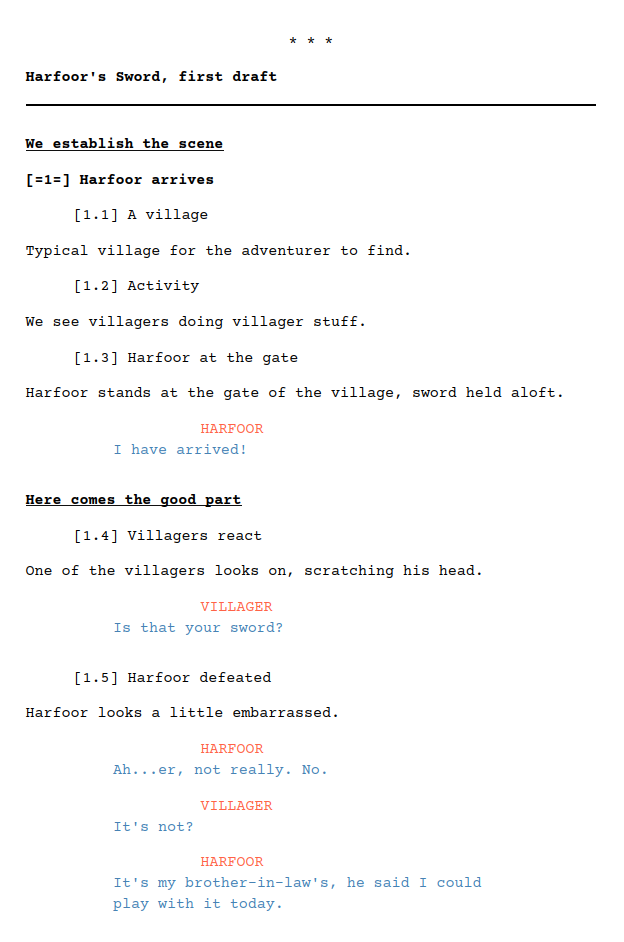 * * *
Harfoor's Sword, first draft
We establish the scene
[=1=] Harfoor arrives
[1.1] A village
Typical village for the adventurer to find.
[1.2] Activity
We see villagers doing villager stuff.
[1.3] Harfoor at the gate
Harfoor stands at the gate of the village, sword held aloft.
HARFOOR
I have arrived!
Here comes the good part
[1.4] Villagers react
One of the villagers looks on, scratching his head.
VILLAGER
Is that your sword?
[1.5] Harfoor defeated
Harfoor looks a little embarrassed.
HARFOOR
Ah...er, not really. No.
VILLAGER
It's not?
HARFOOR
It's my brother-in-law's, he said I could
play with it today.